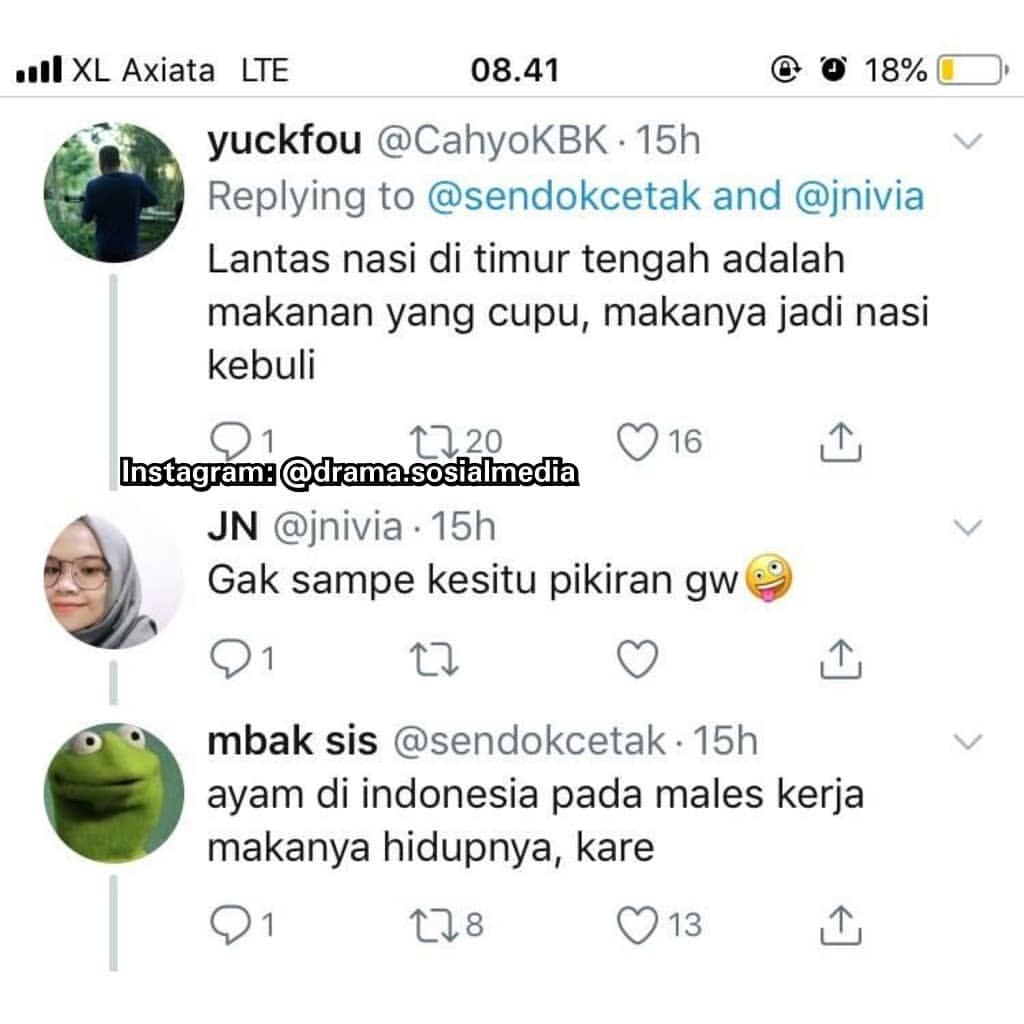 XL Axiata LTE 08.41 18%
yuckfou @CahyoKBK · 15h
Replying to @sendokcetak and @jnivia
Lantas nasi di timur tengah adalah
makanan yang cupu, makanya jadi nasi
kebuli
1 20 16
Instagram: @drama.sosialmedia
JN @jnivia · 15h
Gak sampe kesitu pikiran gw🤪
1
mbak sis @sendokcetak · 15h
ayam di indonesia pada males kerja
makanya hidupnya, kare
1 8 13